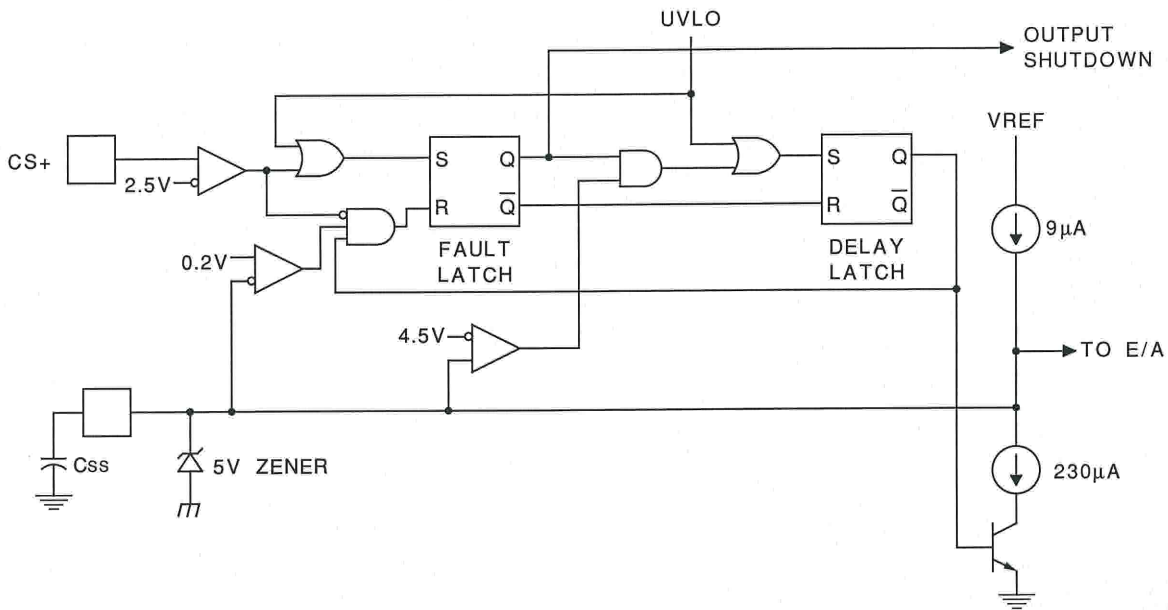 UVLO
OUTPUT
SHUTDOWN
VREF
CS+
2.5V
S
Q
R
Q
S
Q
R
Q
FAULT
LATCH
DELAY
LATCH
9μA
0.2V
4.5V
TO E/A
Css
5V ZENER
230μA